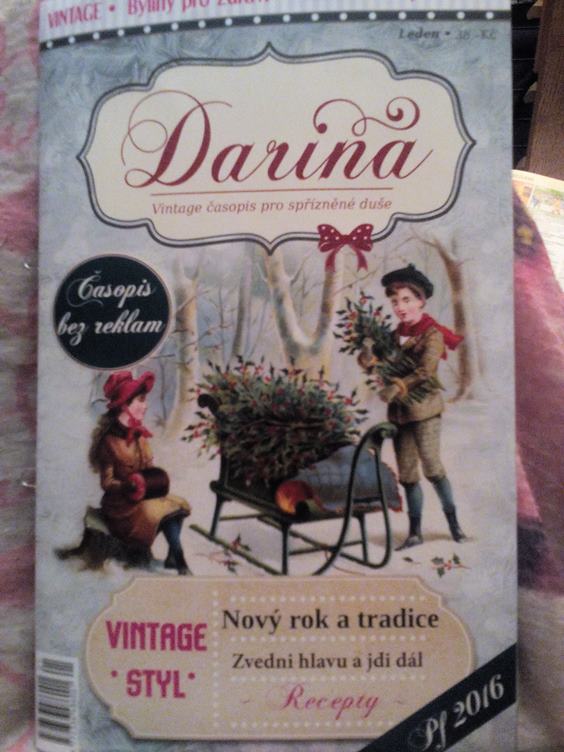 VINTAGE • Byliny pro
Leden • 38,-Kč
Darina
Vintage časopis pro spřízněné duše
Časopis
bez reklam
VINTAGE
• STYL •
Nový rok a tradice
Zvedni hlavu a jdi dál
~ Recepty ~
Pf 2016